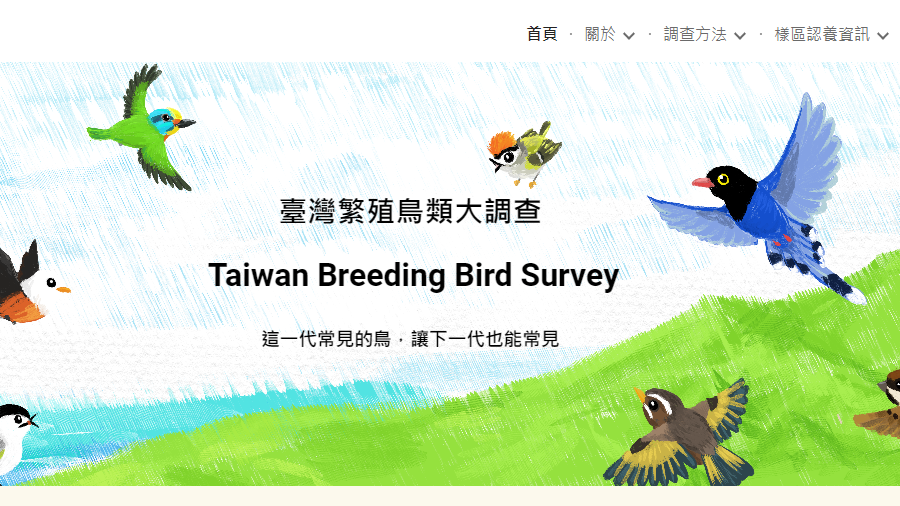 首頁 · 關於 · 調查方法 · 樣區認養資訊
臺灣繁殖鳥類大調查
Taiwan Breeding Bird Survey
這一代常見的鳥，讓下一代也能常見